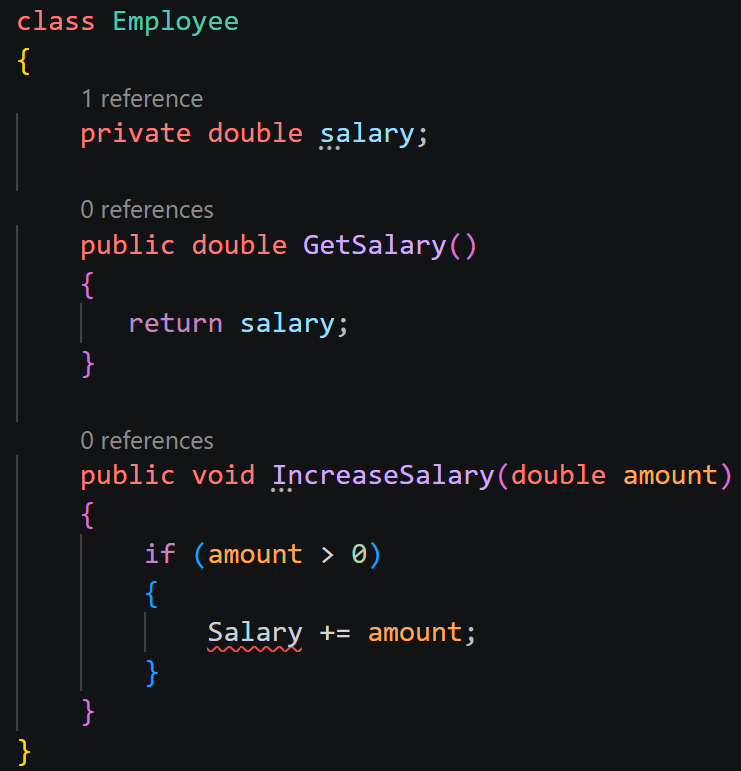 class Employee
{
1 reference
private double salary;
0 references
public double GetSalary()
{
return salary;
}
0 references
public void IncreaseSalary(double amount)
{
if (amount > 0)
{
Salary += amount;
}
}
}